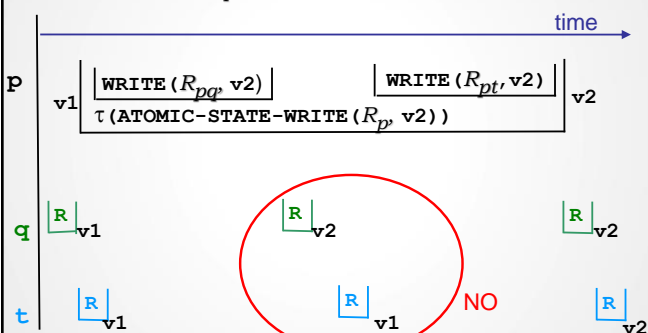 time
p
v1
WRITE(Rpq, v2)
WRITE(Rpt, v2)
v2
τ(ATOMIC-STATE-WRITE(Rp, v2))
q
R
v1
R
v2
R
v2
t
R
v1
R
v1
NO
R
v2